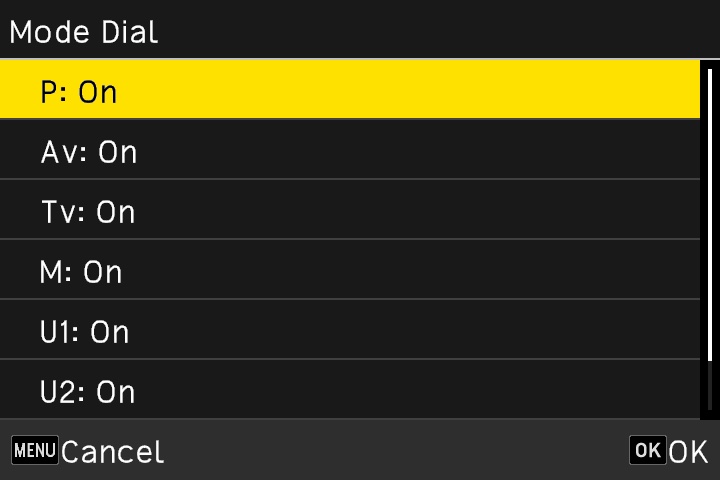 Mode Dial
P: On
Av: On
Tv: On
M: On
U1: On
U2: On
MENU Cancel OK OK